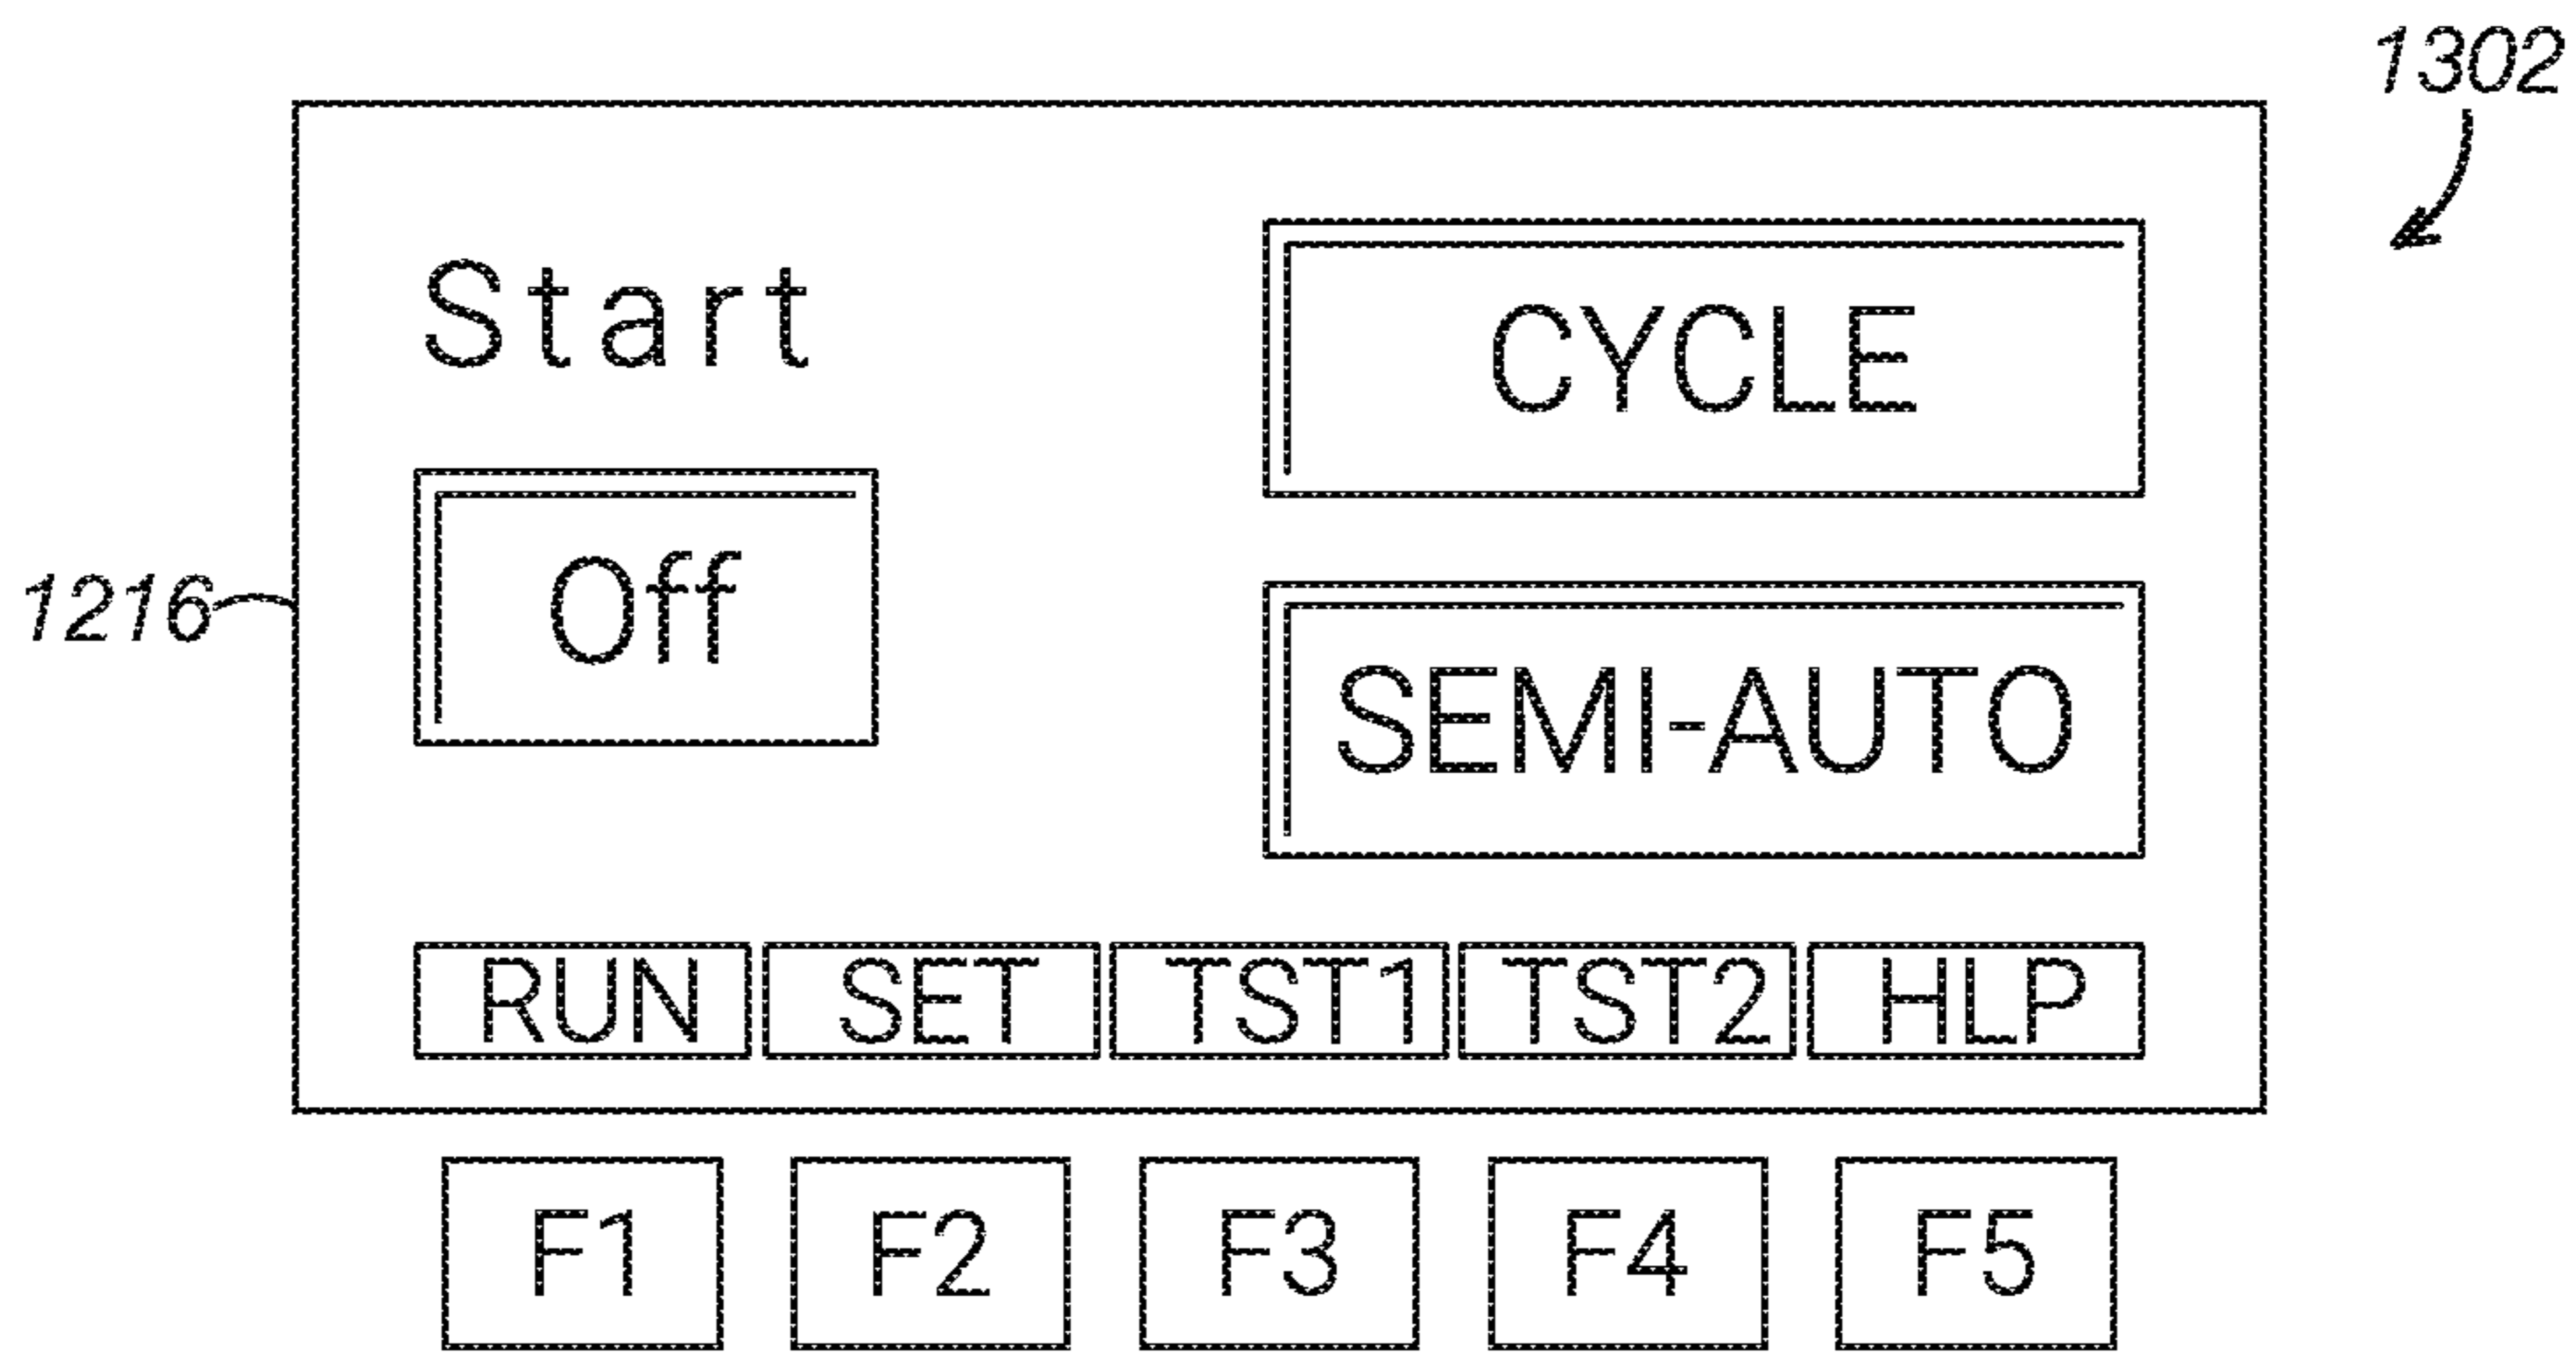 1302
Start
CYCLE
Off
1216
SEMI-AUTO
RUN SET TST1 TST2 HLP
F1 F2 F3 F4 F5